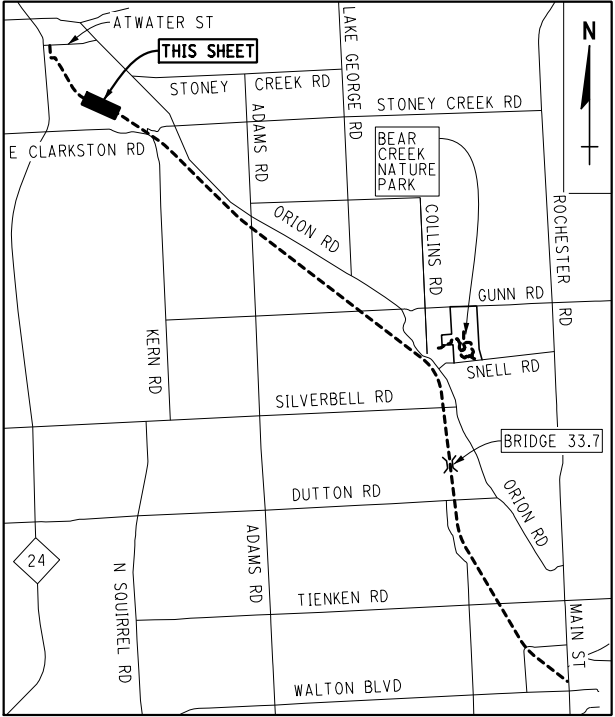 ATWATER ST
THIS SHEET
N
LAKE GEORGE RD
STONEY CREEK RD
STONEY CREEK RD
ADAMS RD
E CLARKSTON RD
BEAR
CREEK
NATURE
PARK
COLLINS RD
ROCHESTER RD
ORION RD
GUNN RD
KERN RD
SNELL RD
SILVERBELL RD
BRIDGE 33.7
DUTTON RD
ORION RD
24
N SQUIRREL RD
ADAMS RD
TIENKEN RD
MAIN ST
WALTON BLVD